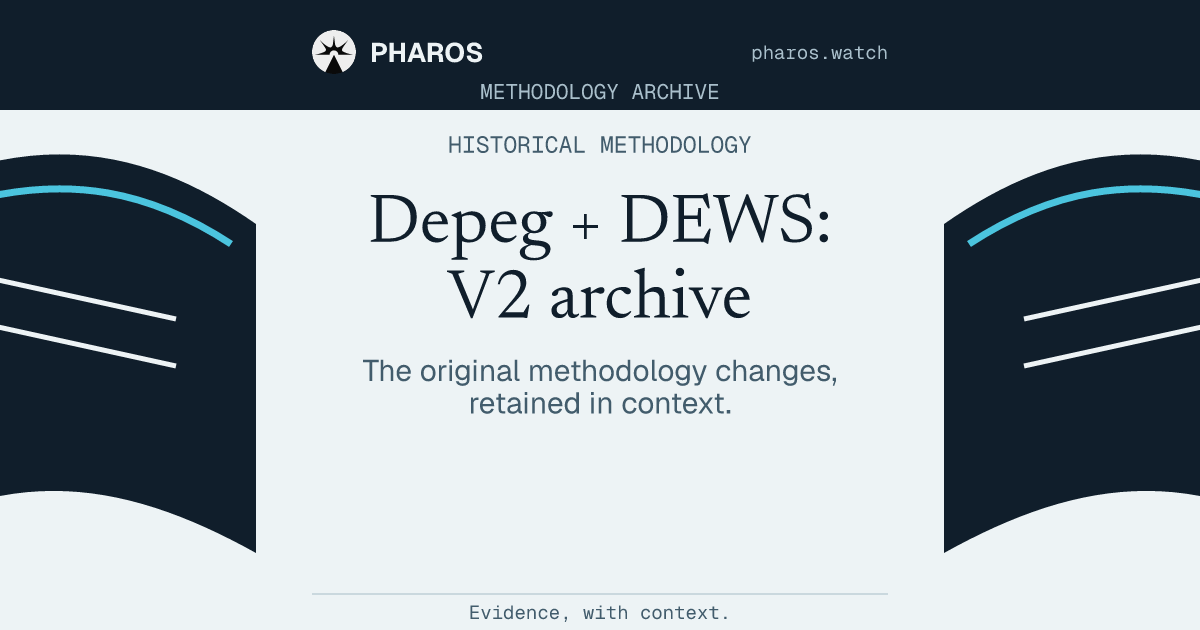 PHAROS
pharos.watch
METHODOLOGY ARCHIVE
HISTORICAL METHODOLOGY
Depeg + DEWS:
V2 archive
The original methodology changes,
retained in context.
Evidence, with context.